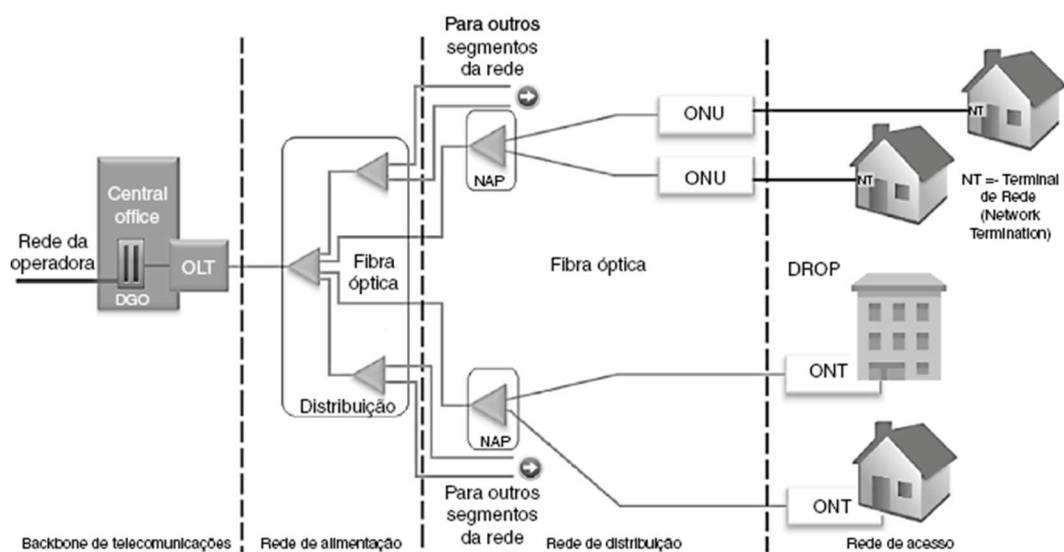 Para outros
segmentos
da rede
ONU
NT
NAP
ONU
NT
NT =- Terminal
de Rede
(Network
Termination)
Central
office
Rede da
operadora
OLT
DGO
Fibra
óptica
Fibra óptica
DROP
ONT
Distribuição
NAP
Para outros
segmentos
da rede
ONT
Backbone de telecomunicações
Rede de alimentação
Rede de distribuição
Rede de acesso